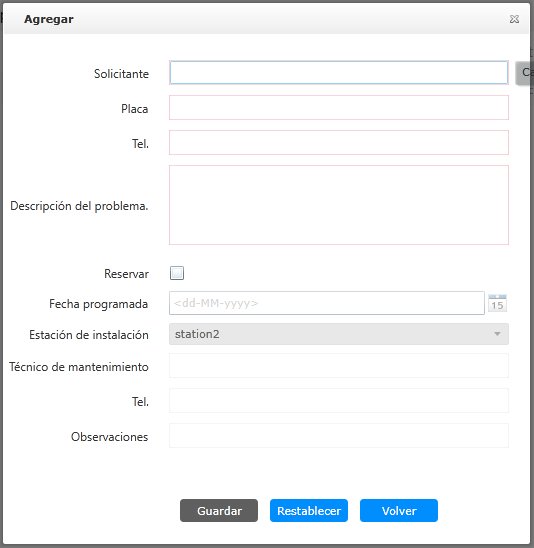 Agregar
Solicitante
Ca
Placa
Tel.
Descripción del problema.
Reservar
Fecha programada <dd-MM-yyyy> 15
Estación de instalación station2
Técnico de mantenimiento
Tel.
Observaciones
Guardar Restablecer Volver